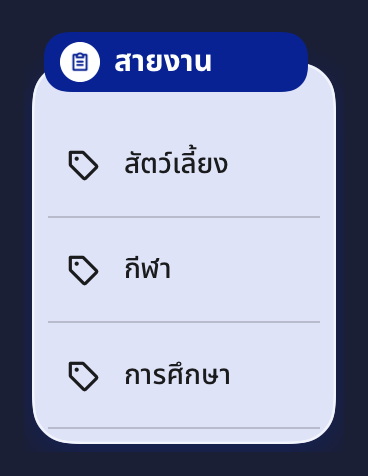 สายงาน
สัตว์เลี้ยง
กีฬา
การศึกษา